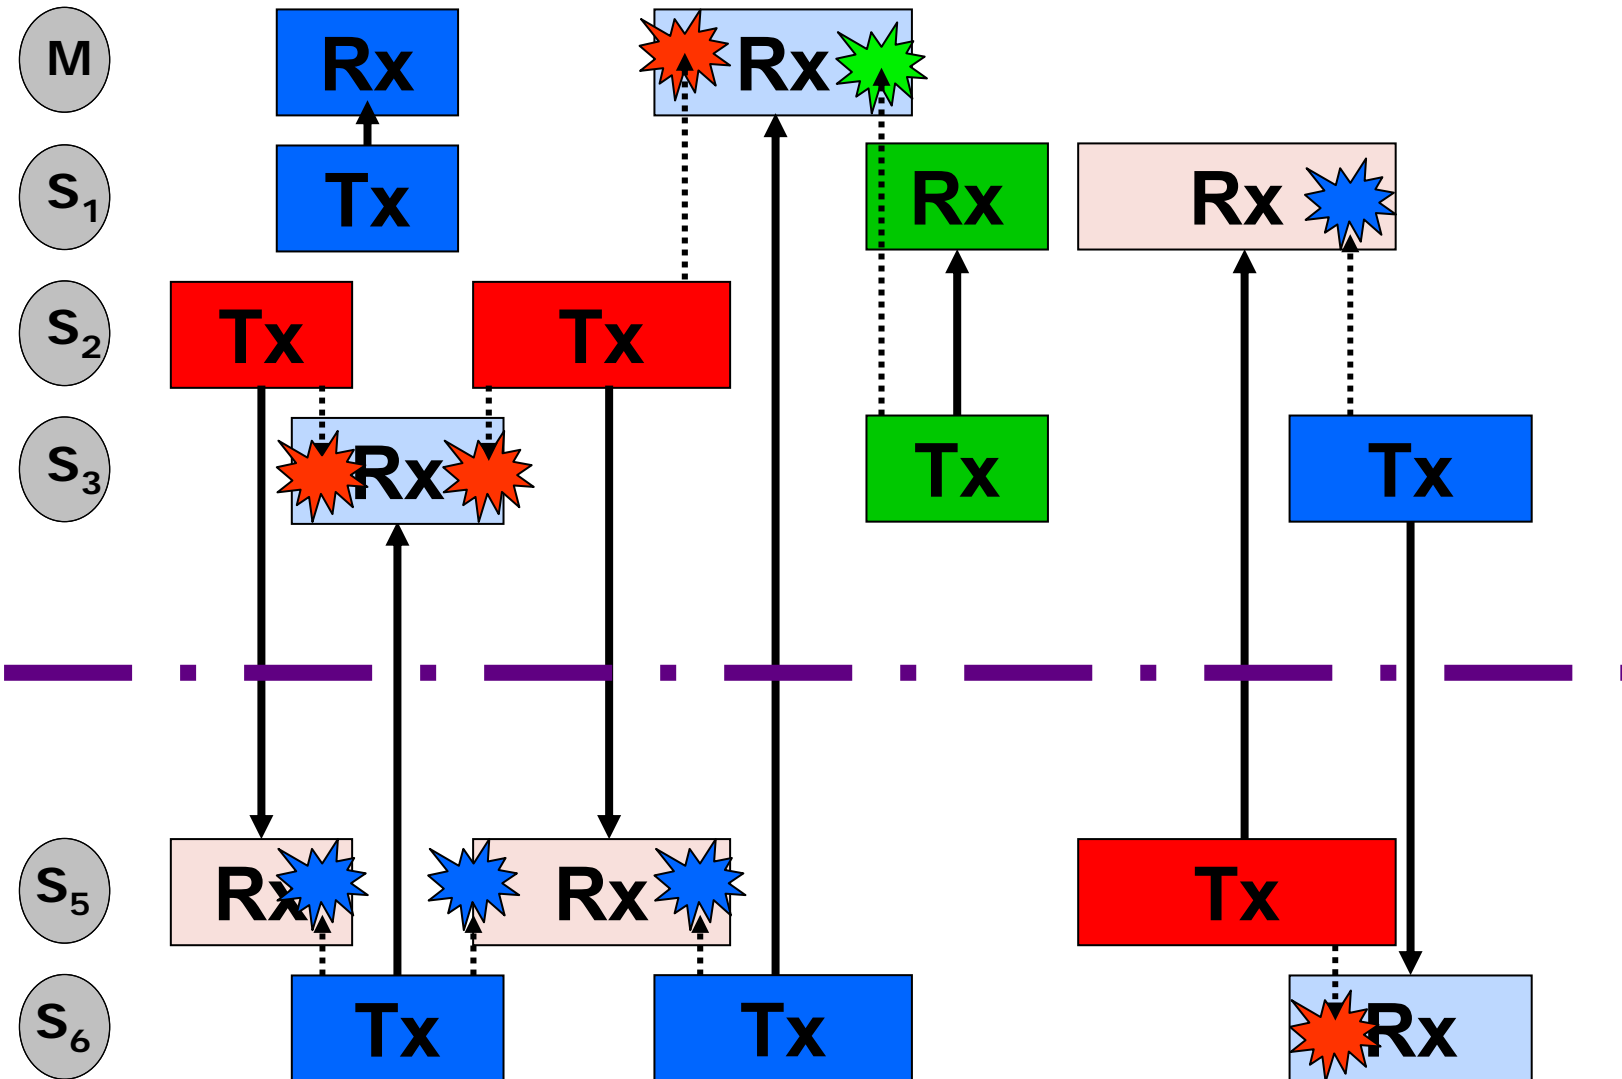 M Rx Rx
S₁ Tx Rx Rx
S₂ Tx Tx
S₃ Rx Tx Tx
S₅ Rx Rx Tx
S₆ Tx Tx Rx